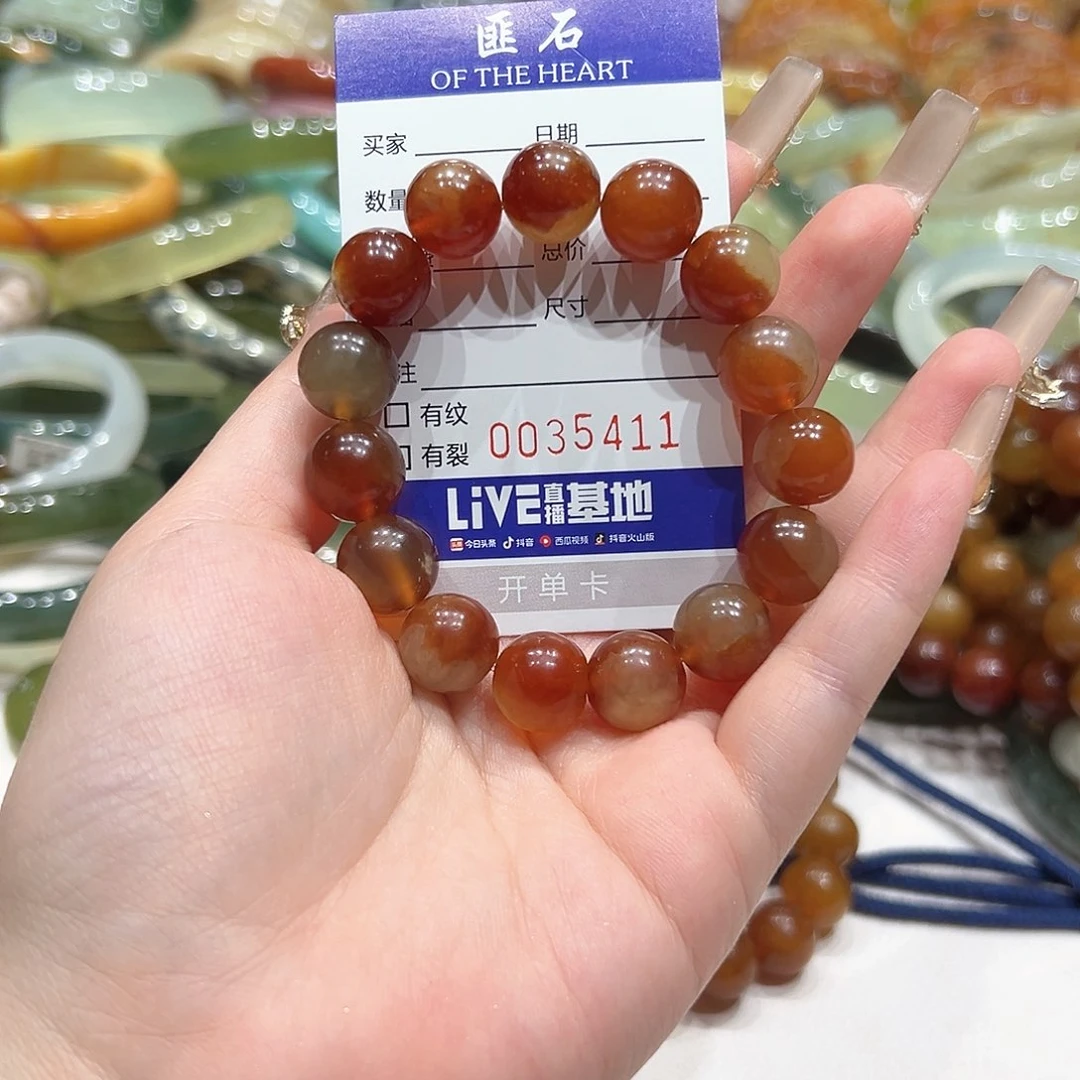 匪石
OF THE HEART
买家 日期
数量
总价
尺寸
注
有纹
有裂 0035411
LiVE直播基地
今日头条 抖音 西瓜视频 抖音火山版
开单卡